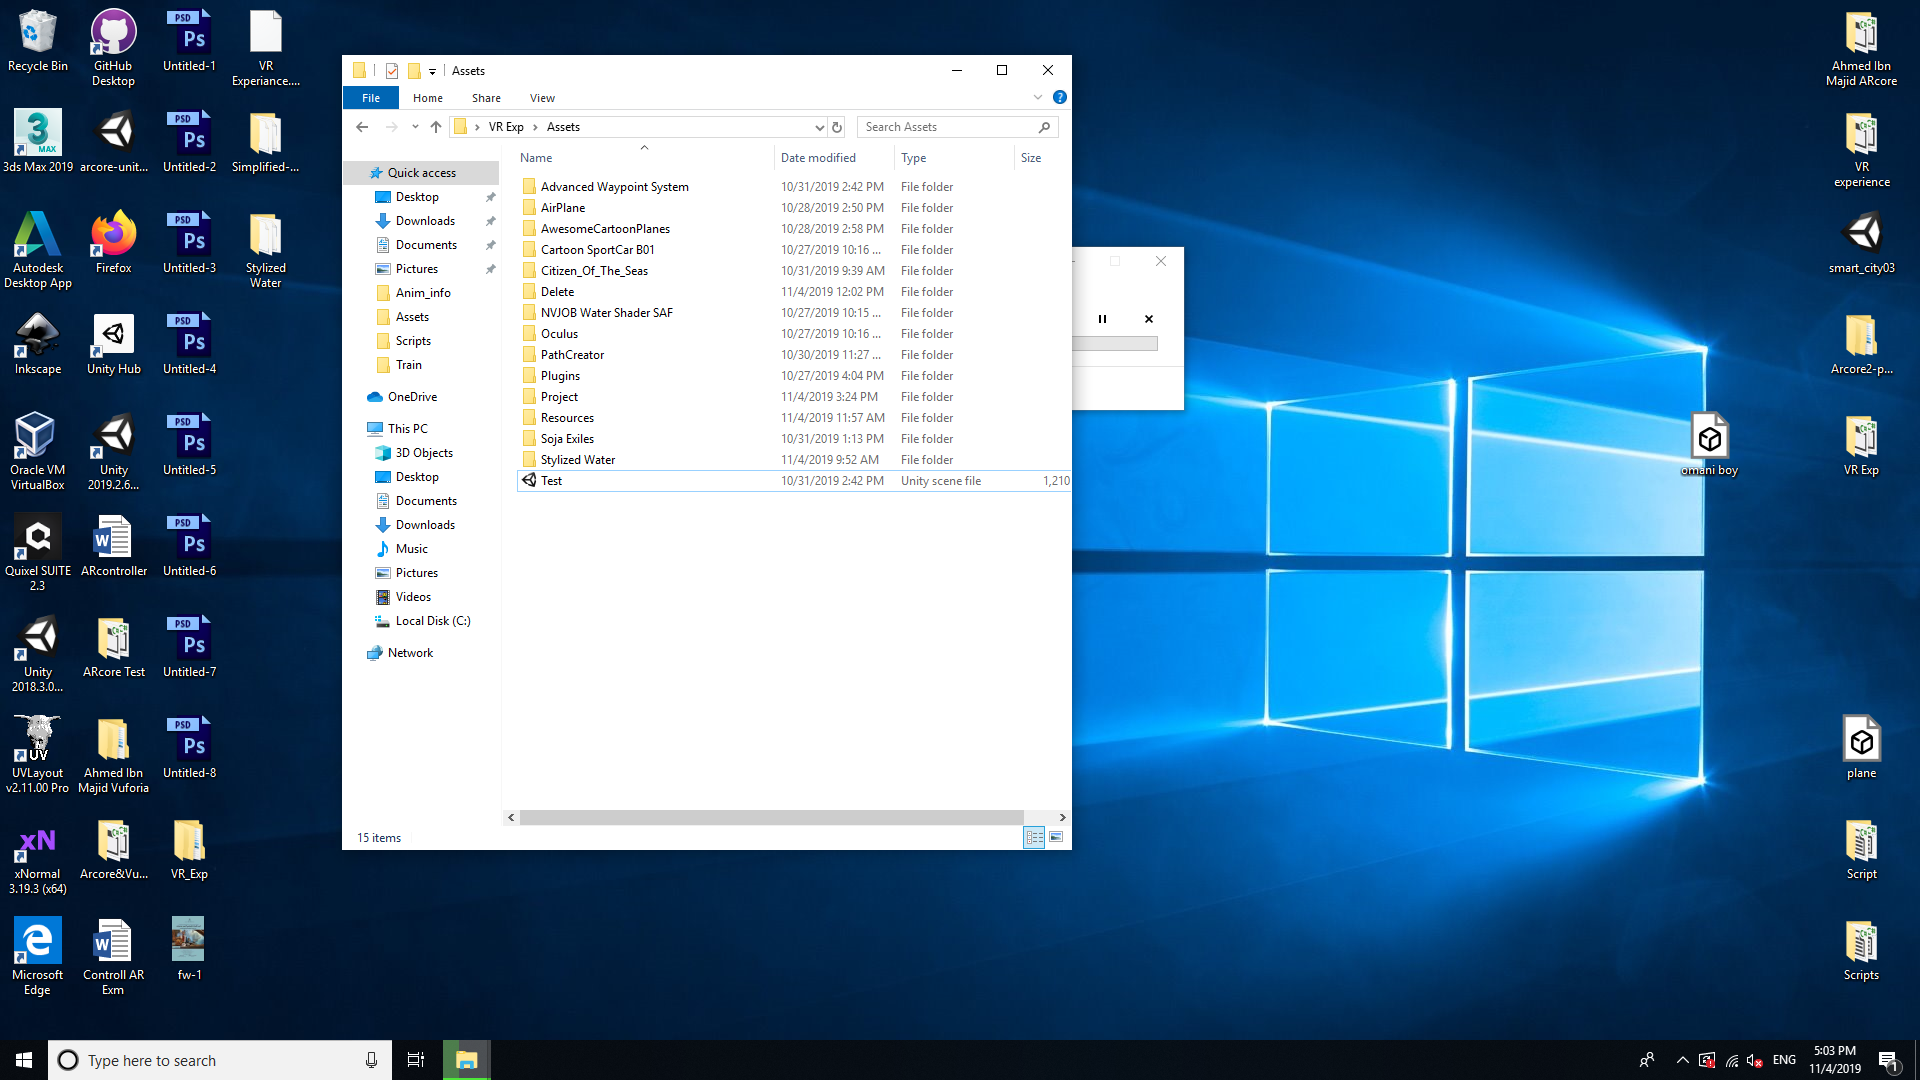 Recycle Bin
GitHub
Desktop
Untitled-1
VR
Experiance....
3ds Max 2019
arcore-unit...
Untitled-2
Simplified-...
Autodesk
Desktop App
Firefox
Untitled-3
Stylized
Water
Inkscape
Unity Hub
Untitled-4
Oracle VM
VirtualBox
Unity
2019.2.6...
Untitled-5
Quixel SUITE
2.3
ARcontroller
Untitled-6
Unity
2018.3.0...
ARcore Test
Untitled-7
UVLayout
v2.11.00 Pro
Ahmed Ibn
Majid Vuforia
Untitled-8
xNormal
3.19.3 (x64)
Arcore&Vu...
VR_Exp
Microsoft
Edge
Controll AR
Exm
fw-1
Assets
File Home Share View
VR Exp Assets
Search Assets
Name Date modified Type Size
Quick access
Desktop
Downloads
Documents
Pictures
Anim_info
Assets
Scripts
Train
OneDrive
This PC
3D Objects
Desktop
Documents
Downloads
Music
Pictures
Videos
Local Disk (C:)
Network
Advanced Waypoint System 10/31/2019 2:42 PM File folder
AirPlane 10/28/2019 2:50 PM File folder
AwesomeCartoonPlanes 10/28/2019 2:58 PM File folder
Cartoon SportCar B01 10/27/2019 10:16 ... File folder
Citizen_Of_The_Seas 10/31/2019 9:39 AM File folder
Delete 11/4/2019 12:02 PM File folder
NVJOB Water Shader SAF 10/27/2019 10:15 ... File folder
Oculus 10/27/2019 10:16 ... File folder
PathCreator 10/30/2019 11:27 ... File folder
Plugins 10/27/2019 4:04 PM File folder
Project 11/4/2019 3:24 PM File folder
Resources 11/4/2019 11:57 AM File folder
Soja Exiles 10/31/2019 1:13 PM File folder
Stylized Water 11/4/2019 9:52 AM File folder
Test 10/31/2019 2:42 PM Unity scene file 1,210
15 items
Ahmed Ibn
Majid ARcore
VR
experience
smart_city03
Arcore2-p...
omani boy
VR Exp
plane
Script
Scripts
Type here to search
ENG
5:03 PM
11/4/2019
1